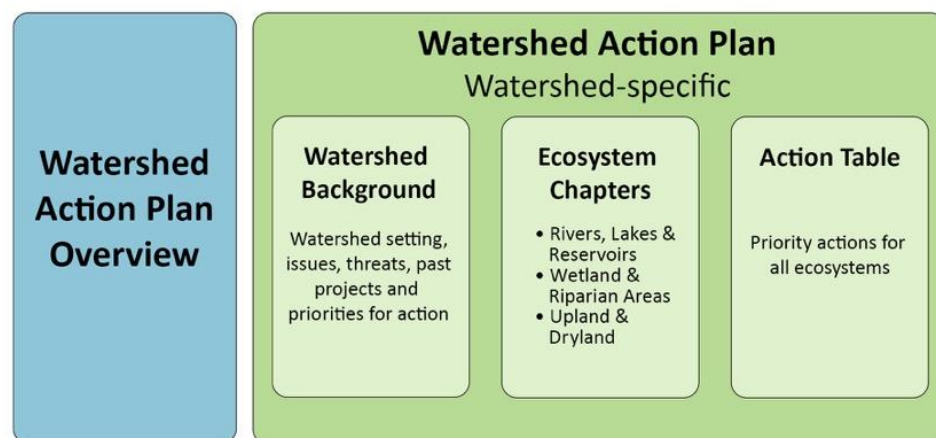 Watershed
Action Plan
Overview
Watershed Action Plan
Watershed-specific
Watershed
Background
Watershed setting,
issues, threats, past
projects and
priorities for action
Ecosystem
Chapters
• Rivers, Lakes &
Reservoirs
• Wetland &
Riparian Areas
• Upland &
Dryland
Action Table
Priority actions for
all ecosystems